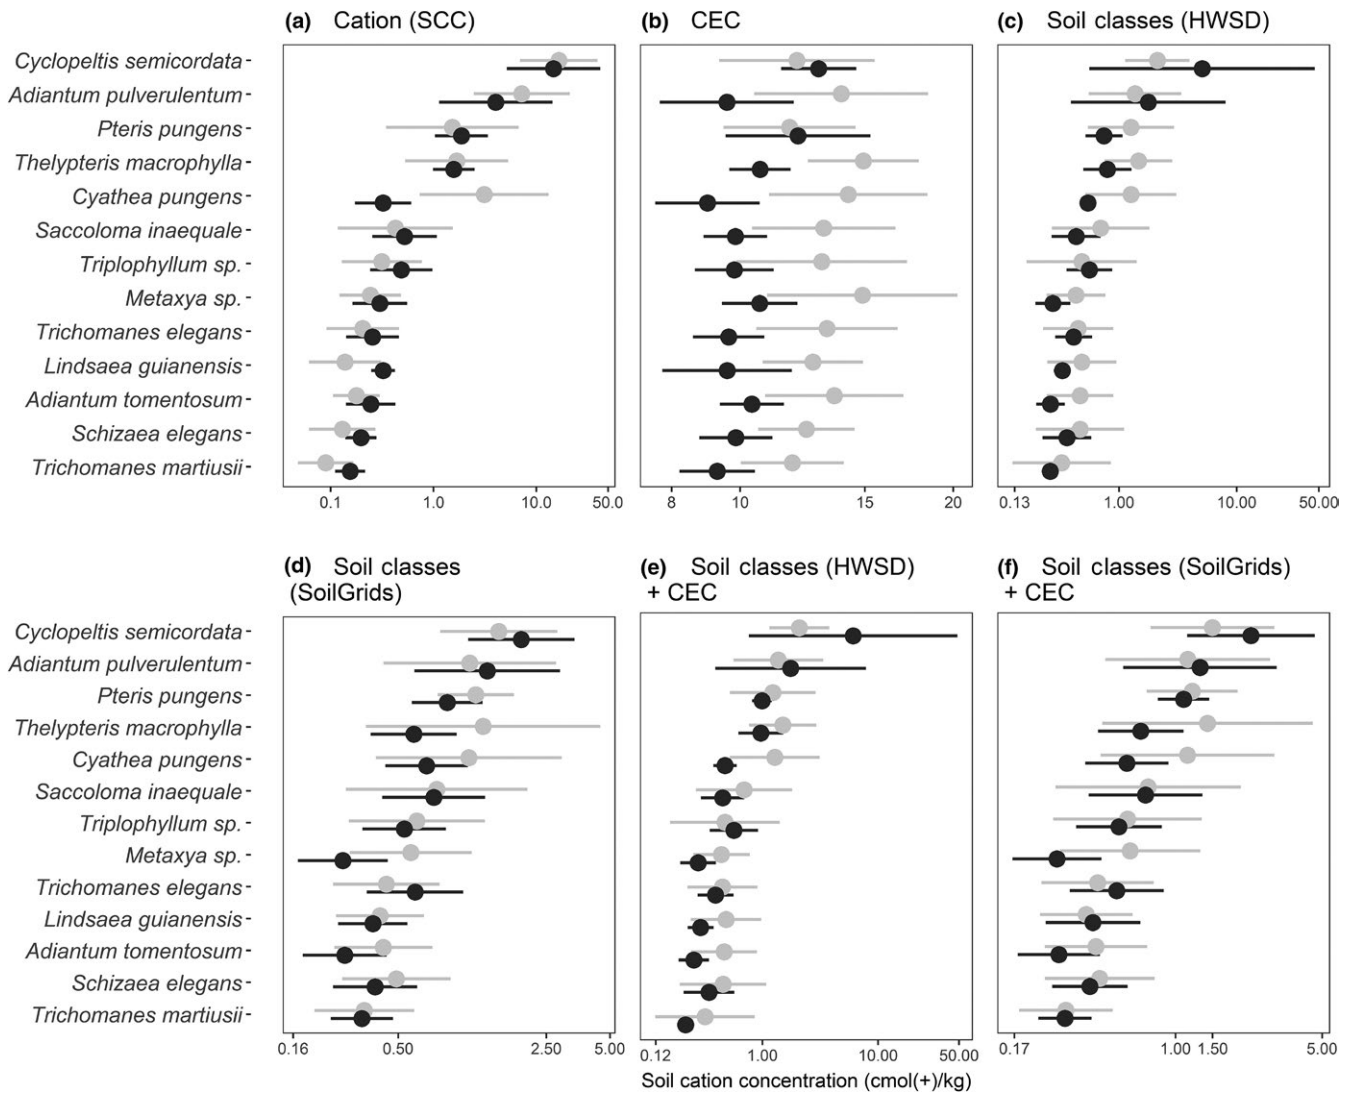 (a) Cation (SCC)
(b) CEC
(c) Soil classes (HWSD)
Cyclopeltis semicordata
Adiantum pulverulentum
Pteris pungens
Thelypteris macrophylla
Cyathea pungens
Saccoloma inaequale
Triplophyllum sp.
Metaxya sp.
Trichomanes elegans
Lindsaea guianensis
Adiantum tomentosum
Schizaea elegans
Trichomanes martiusii
0.1 1.0 10.0 50.0
8 10 15 20
0.13 1.00 10.00 50.00
(d) Soil classes
(SoilGrids)
(e) Soil classes (HWSD)
+ CEC
(f) Soil classes (SoilGrids)
+ CEC
Cyclopeltis semicordata
Adiantum pulverulentum
Pteris pungens
Thelypteris macrophylla
Cyathea pungens
Saccoloma inaequale
Triplophyllum sp.
Metaxya sp.
Trichomanes elegans
Lindsaea guianensis
Adiantum tomentosum
Schizaea elegans
Trichomanes martiusii
0.16 0.50 2.50 5.00
0.12 1.00 10.00 50.00
0.17 1.00 1.50 5.00
Soil cation concentration (cmol(+)/kg)